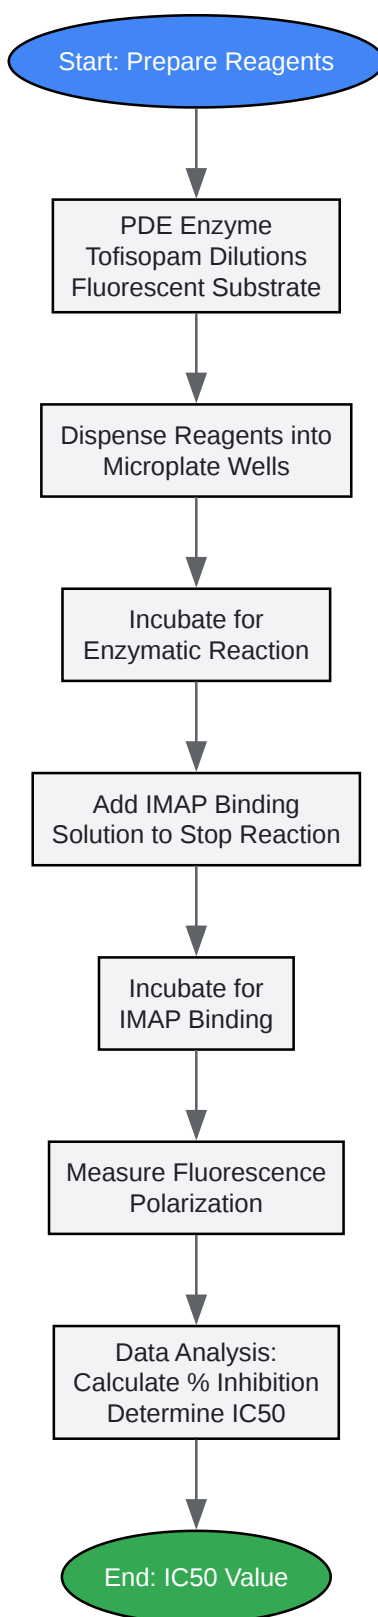 Start: Prepare Reagents
PDE Enzyme
Tofisopam Dilutions
Fluorescent Substrate
Dispense Reagents into
Microplate Wells
Incubate for
Enzymatic Reaction
Add IMAP Binding
Solution to Stop Reaction
Incubate for
IMAP Binding
Measure Fluorescence
Polarization
Data Analysis:
Calculate % Inhibition
Determine IC50
End: IC50 Value